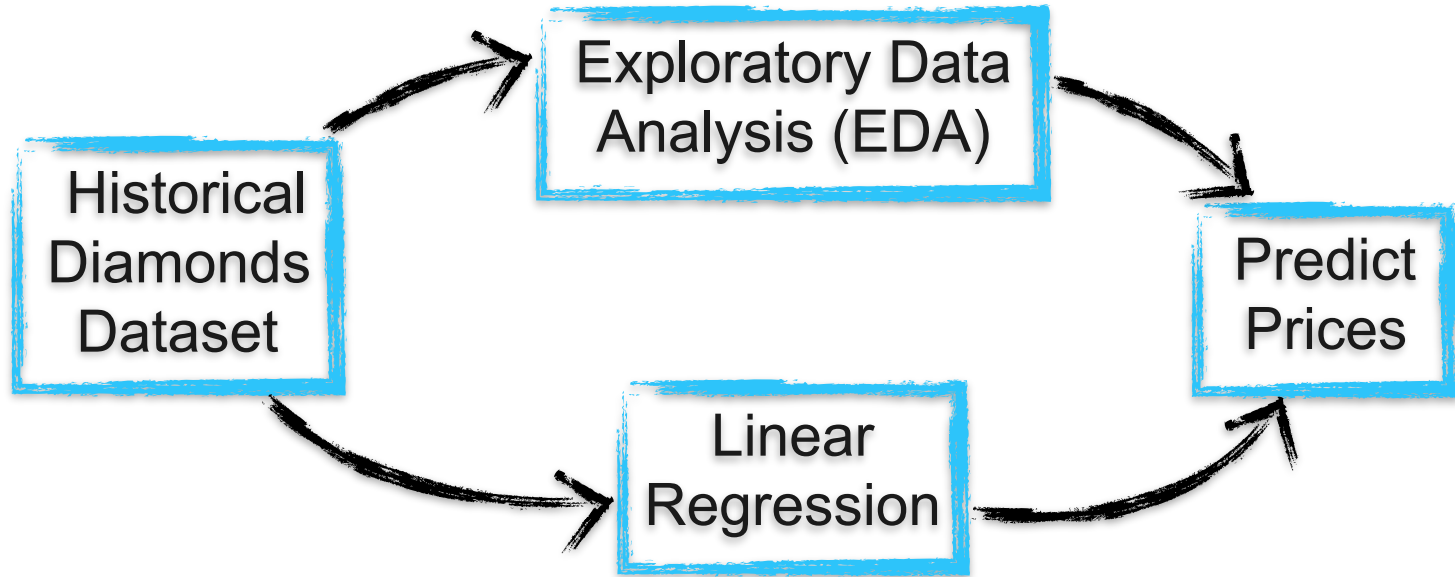 Exploratory Data
Analysis (EDA)
Historical
Diamonds
Dataset
Predict
Prices
Linear
Regression